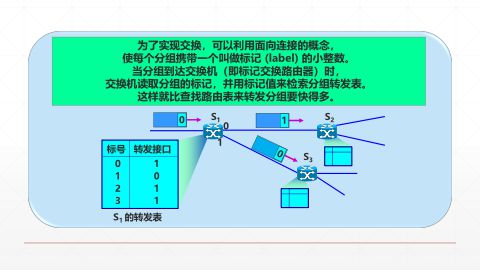 为了实现交换，可以利用面向连接的概念，
使每个分组携带一个叫做标记 (label) 的小整数。
当分组到达交换机（即标记交换路由器）时，
交换机读取分组的标记，并用标记值来检索分组转发表。
这样就比查找路由表来转发分组要快得多。
0 S1 0 1 S2
1
标号 转发接口
0 1
1 0
2 1
3 1
0 S3
S1 的转发表